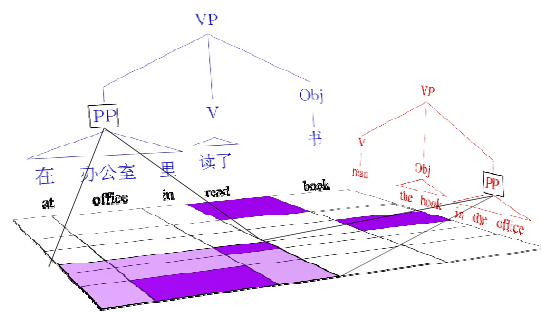 VP
PP
V
Obj
在 办公室 里
读了
书
at office in read book
VP
V
Obj
PP
read
the book
in the office